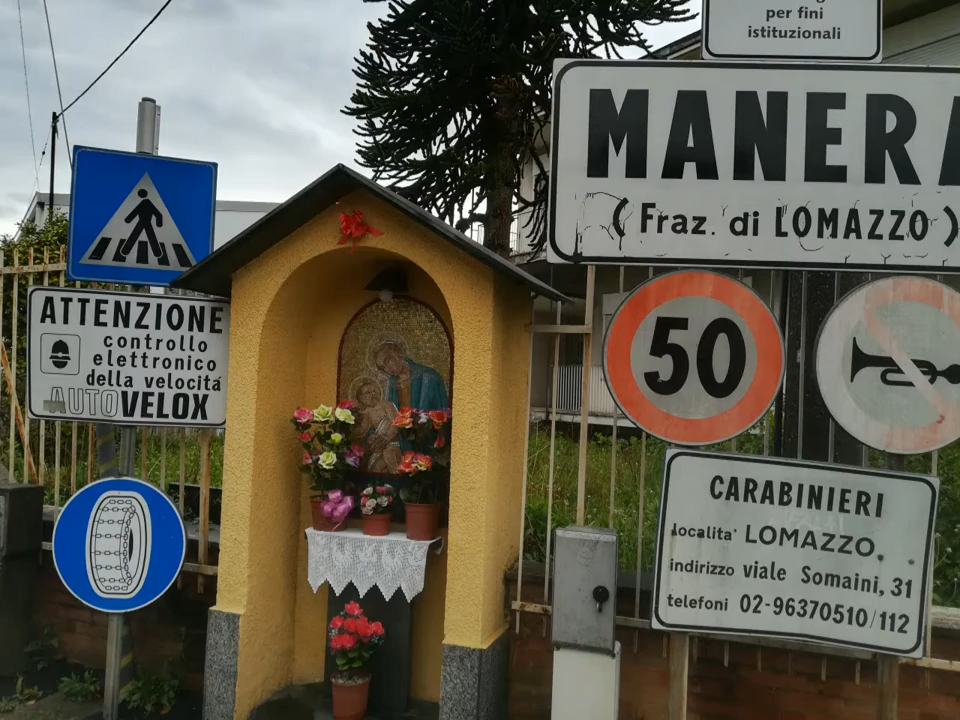 per fini
istituzionali
MANERA
(Fraz. di LOMAZZO)
ATTENZIONE
controllo
elettronico
della velocitá
AUTOVELOX
50
CARABINIERI
località LOMAZZO,
indirizzo viale Somaini, 31
telefoni 02-96370510/112